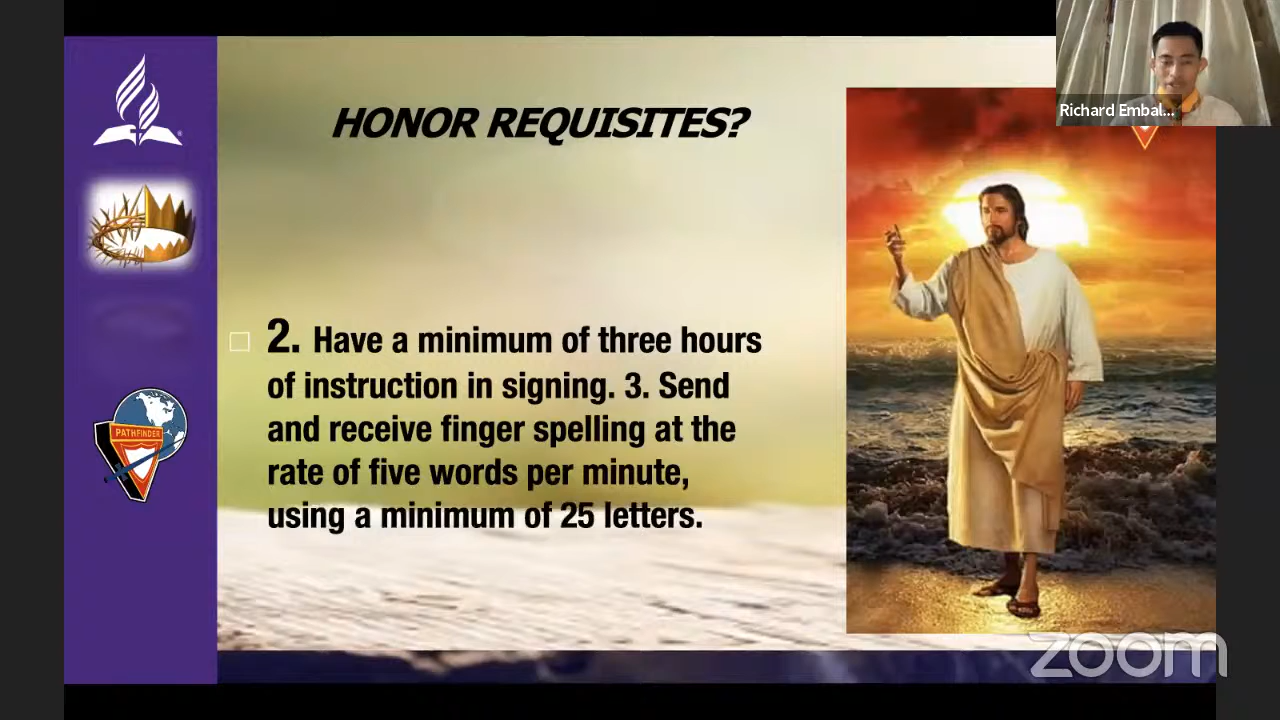 HONOR REQUISITES?
Richard Embal...
2. Have a minimum of three hours
of instruction in signing. 3. Send
and receive finger spelling at the
rate of five words per minute,
using a minimum of 25 letters.
PATHFINDER
zoom